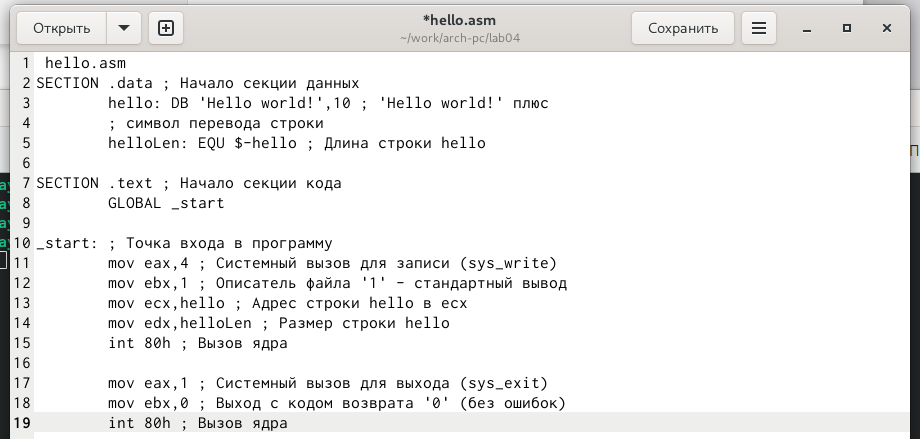 Открыть
*hello.asm
~/work/arch-pc/lab04
Сохранить
1 hello.asm
2 SECTION .data ; Начало секции данных
3 hello: DB 'Hello world!',10 ; 'Hello world!' плюс
4 ; символ перевода строки
5 helloLen: EQU $-hello ; Длина строки hello
6
7 SECTION .text ; Начало секции кода
8 GLOBAL _start
9
10 _start: ; Точка входа в программу
11 mov eax,4 ; Системный вызов для записи (sys_write)
12 mov ebx,1 ; Описатель файла '1' - стандартный вывод
13 mov ecx,hello ; Адрес строки hello в ecx
14 mov edx,helloLen ; Размер строки hello
15 int 80h ; Вызов ядра
16
17 mov eax,1 ; Системный вызов для выхода (sys_exit)
18 mov ebx,0 ; Выход с кодом возврата '0' (без ошибок)
19 int 80h ; Вызов ядра